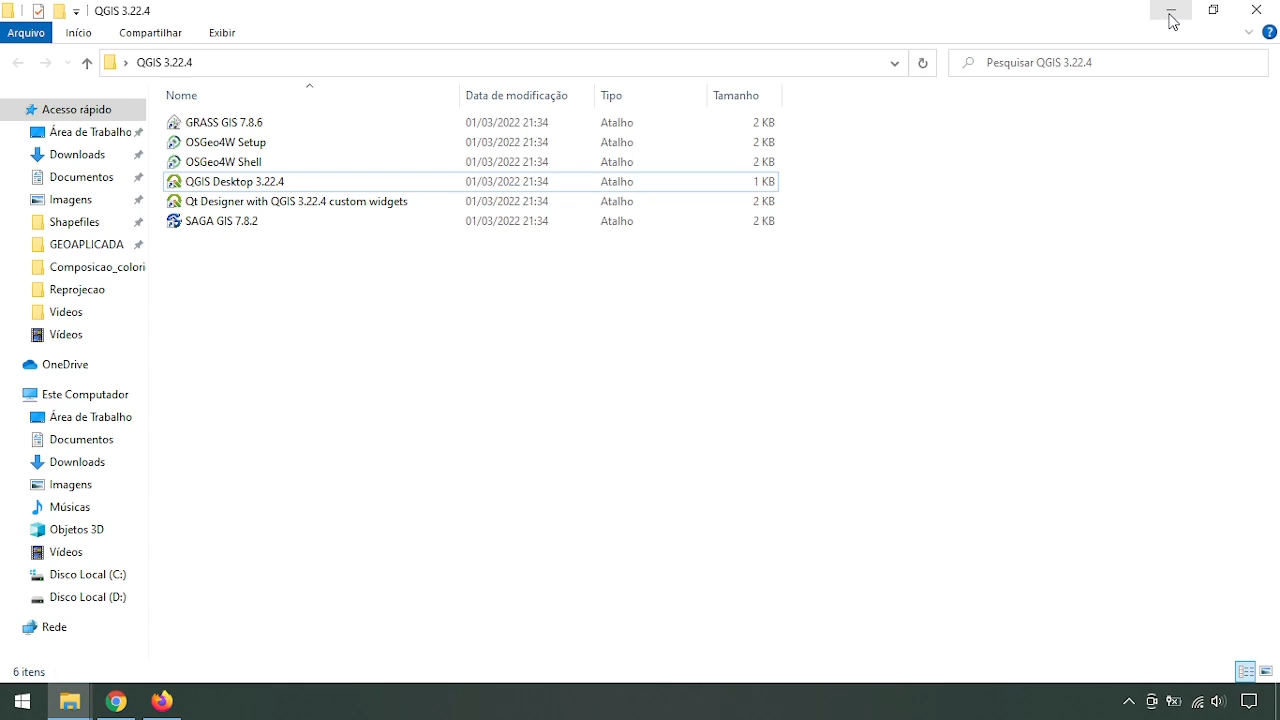 QGIS 3.22.4
Arquivo Início Compartilhar Exibir
QGIS 3.22.4 Pesquisar QGIS 3.22.4
Nome Data de modificação Tipo Tamanho
GRASS GIS 7.8.6 01/03/2022 21:34 Atalho 2 KB
OSGeo4W Setup 01/03/2022 21:34 Atalho 2 KB
OSGeo4W Shell 01/03/2022 21:34 Atalho 2 KB
QGIS Desktop 3.22.4 01/03/2022 21:34 Atalho 1 KB
Qt Designer with QGIS 3.22.4 custom widgets 01/03/2022 21:34 Atalho 2 KB
SAGA GIS 7.8.2 01/03/2022 21:34 Atalho 2 KB
Acesso rápido
Área de Trabalho
Downloads
Documentos
Imagens
Shapefiles
GEOAPLICADA
Composicao_colori
Reprojecao
Videos
Vídeos
OneDrive
Este Computador
Área de Trabalho
Documentos
Downloads
Imagens
Músicas
Objetos 3D
Vídeos
Disco Local (C:)
Disco Local (D:)
Rede
6 itens